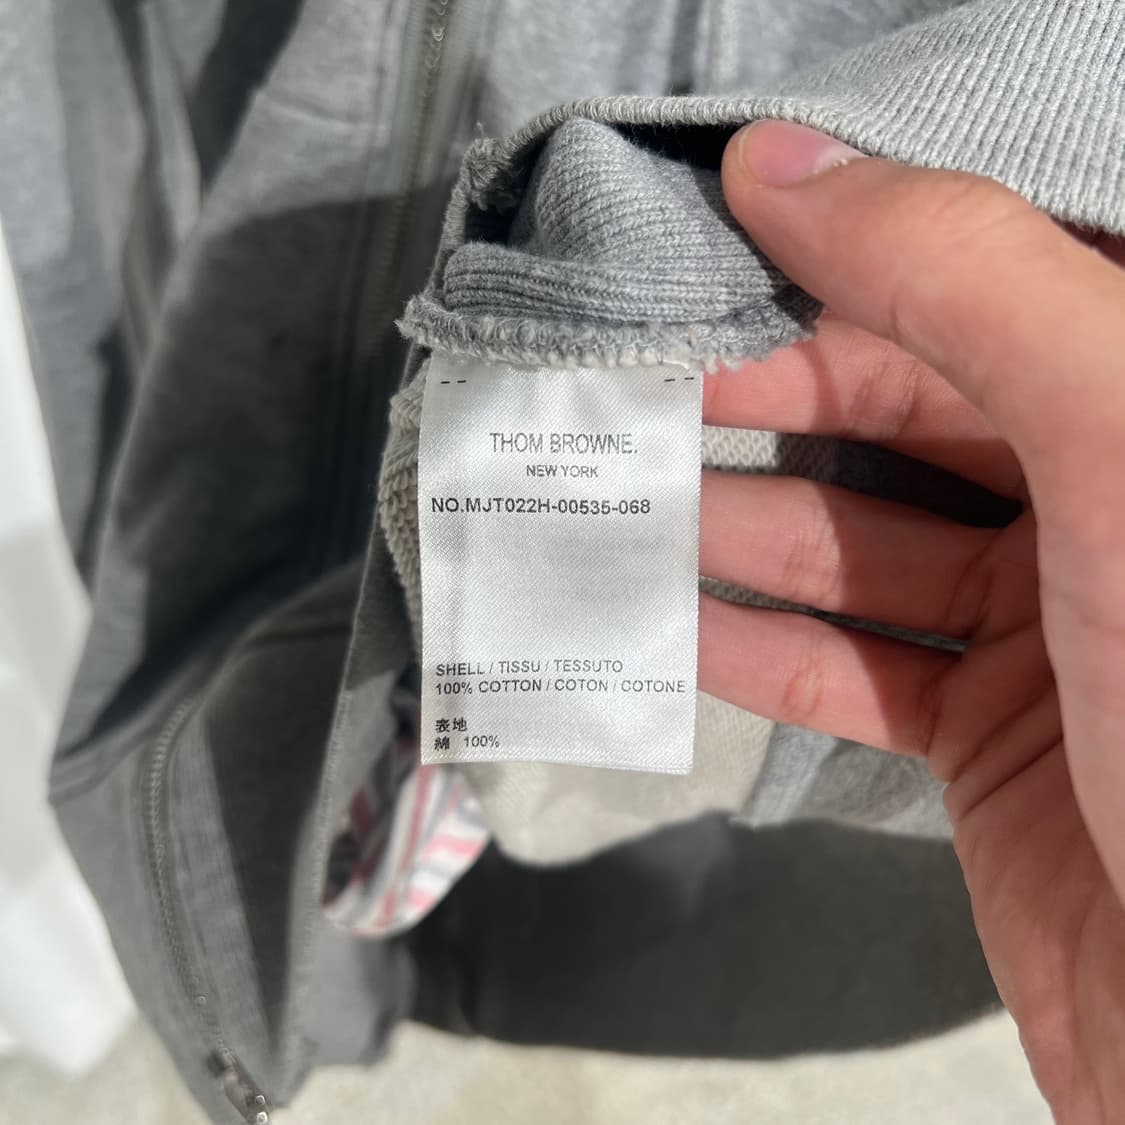 THOM BROWNE.
NEW YORK
NO.MJT022H-00535-068
SHELL / TISSU / TESSUTO
100% COTTON / COTON / COTONE
表地
綿 100%